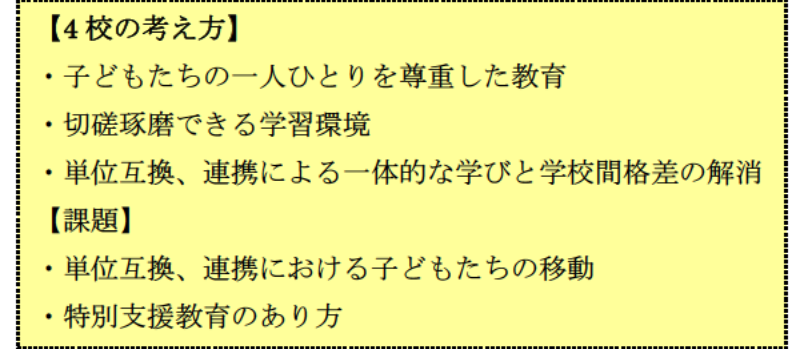 【4 校の考え方】
・子どもたちの一人ひとりを尊重した教育
・切磋琢磨できる学習環境
・単位互換、連携による一体的な学びと学校間格差の解消
【課題】
・単位互換、連携における子どもたちの移動
・特別支援教育のあり方